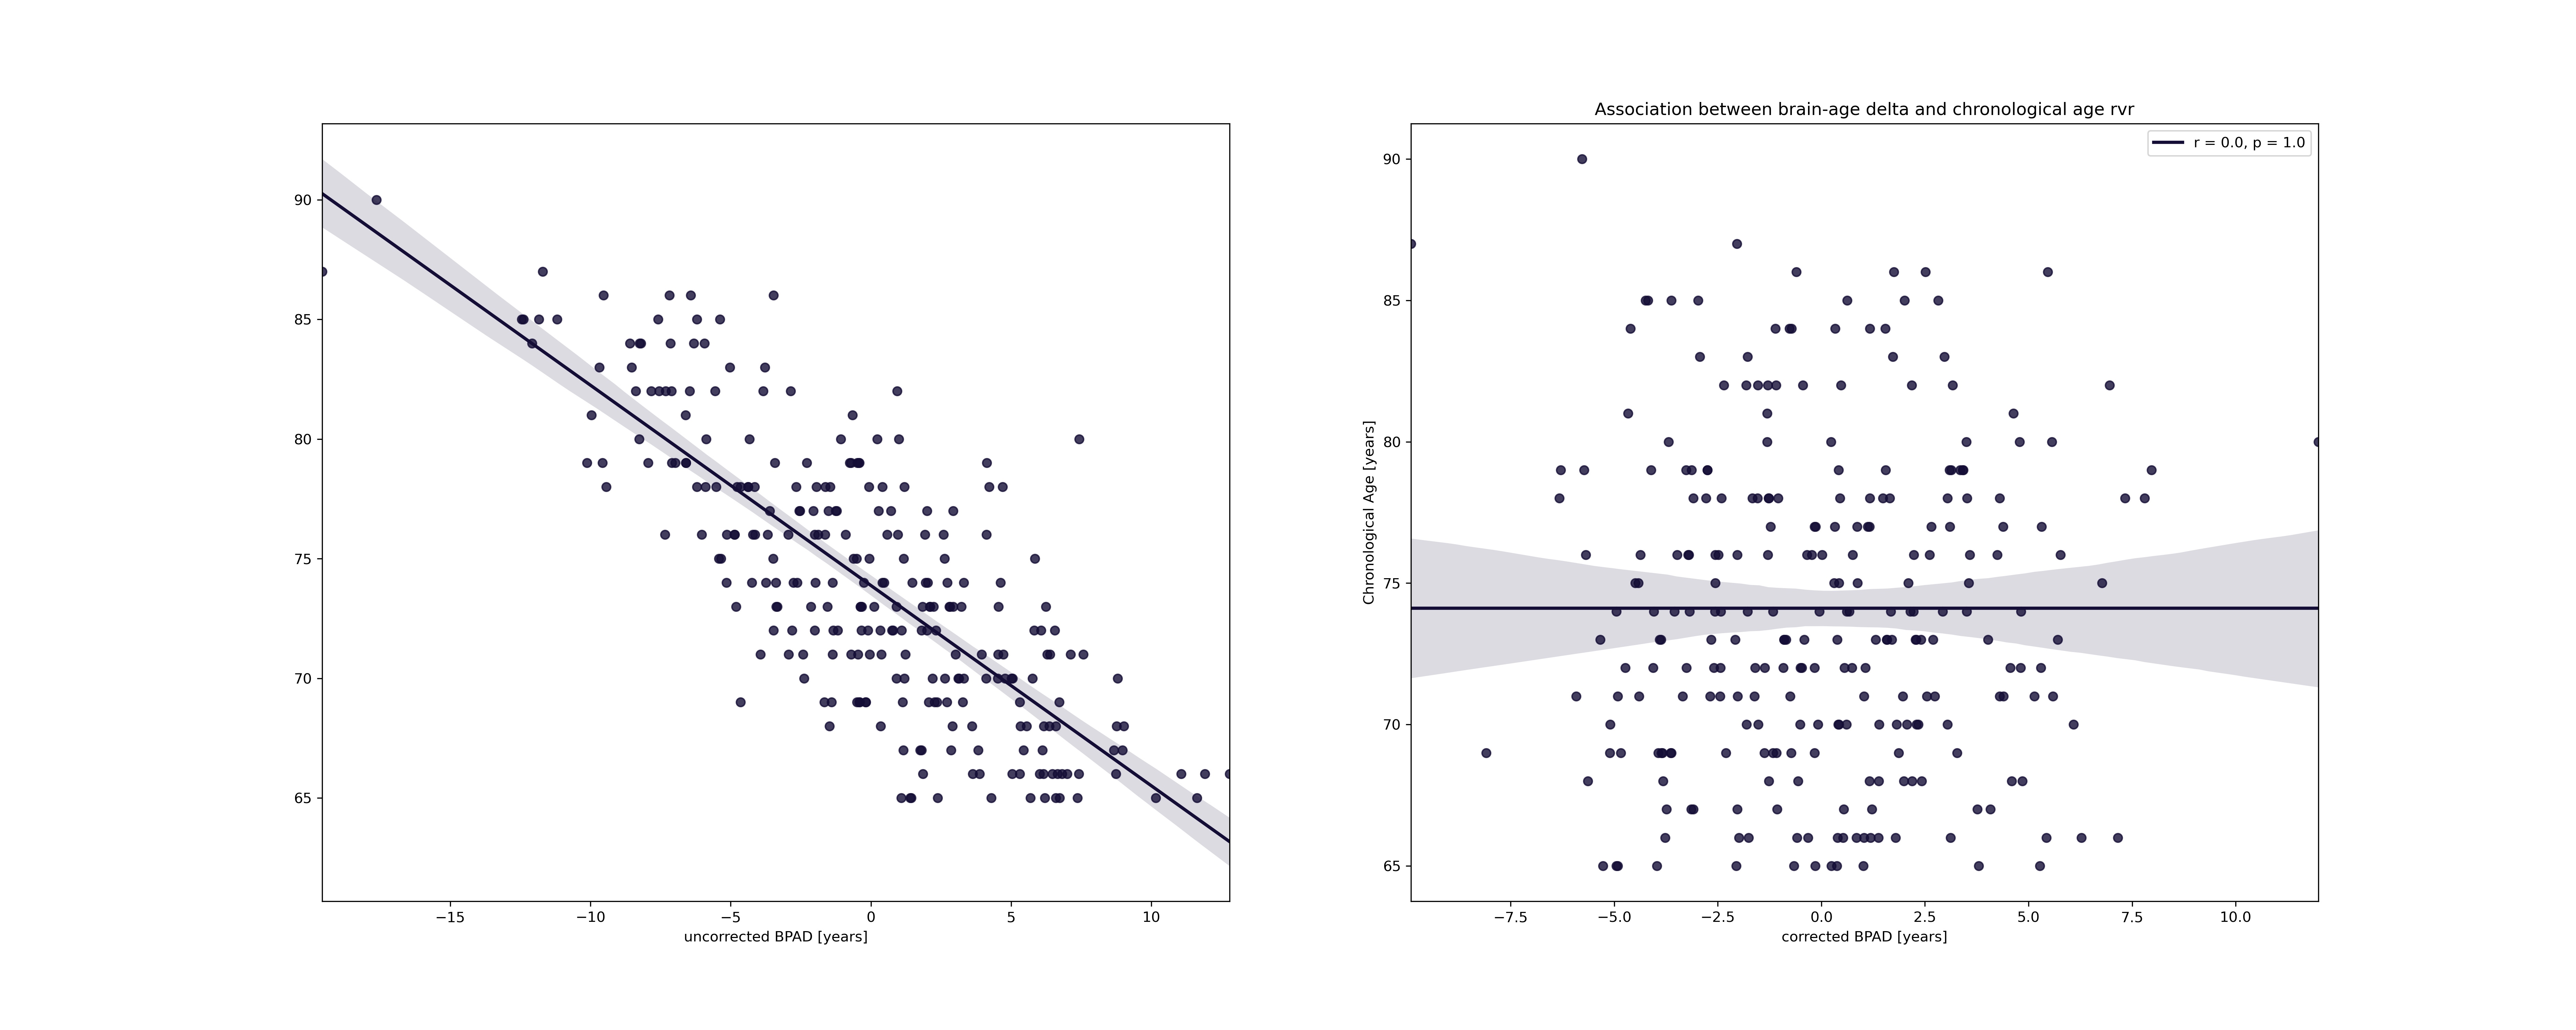 90
85
80
75
70
65
−15 −10 −5 0 5 10
uncorrected BPAD [years]
Association between brain-age delta and chronological age rvr
r = 0.0, p = 1.0
Chronological Age [years]
90
85
80
75
70
65
−7.5 −5.0 −2.5 0.0 2.5 5.0 7.5 10.0
corrected BPAD [years]